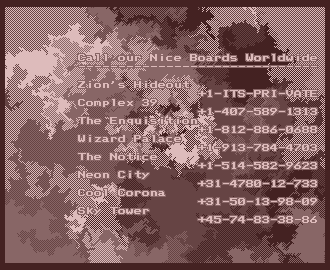 Call our Nice Boards Worldwide
Zion's Hideout
+1-ITS-PRI-VATE
Complex 39
+1-407-589-1313
The Enquisition
+1-812-886-0688
Wizard Palace
+1-913-784-4703
The Notice
+1-514-582-9623
Neon City
+31-4780-12-733
Cool Corona
+31-50-13-98-09
Sky Tower
+45-74-83-38-86